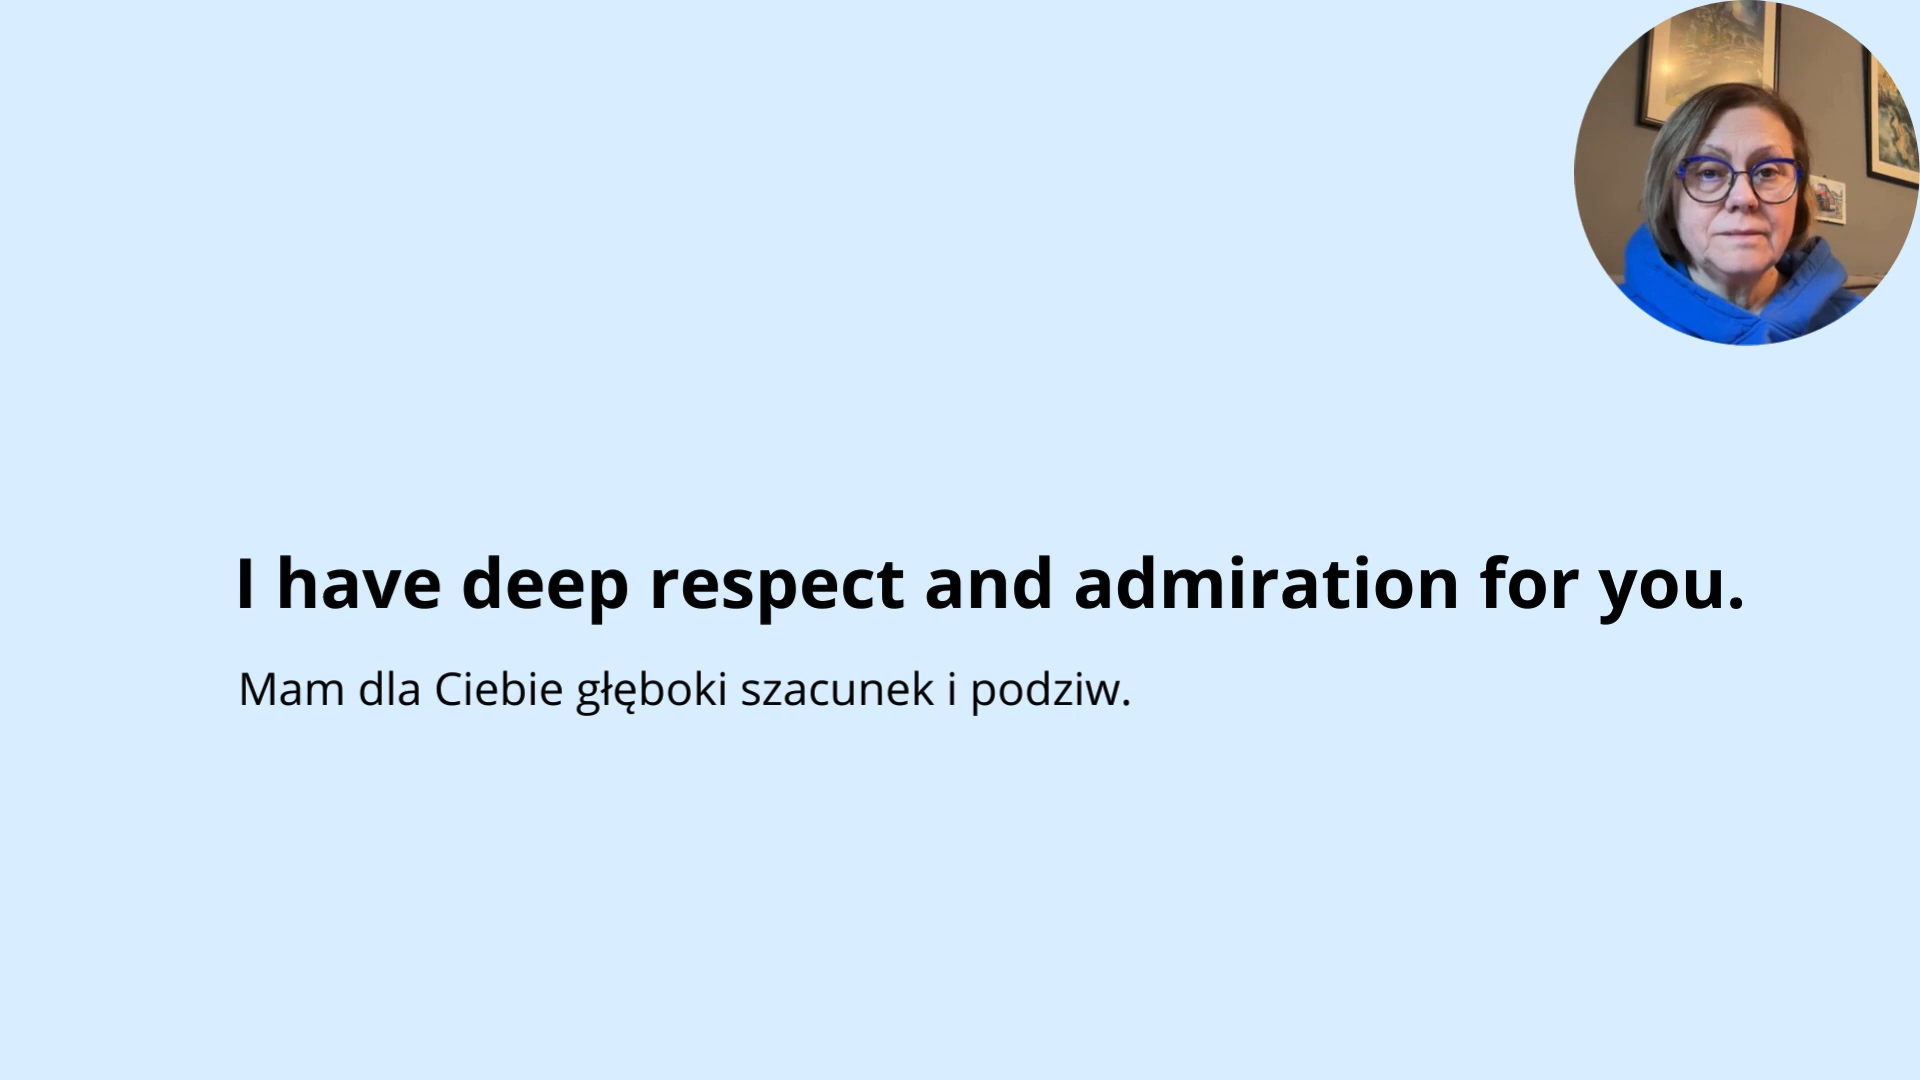 I have deep respect and admiration for you.
Mam dla Ciebie głęboki szacunek i podziw.